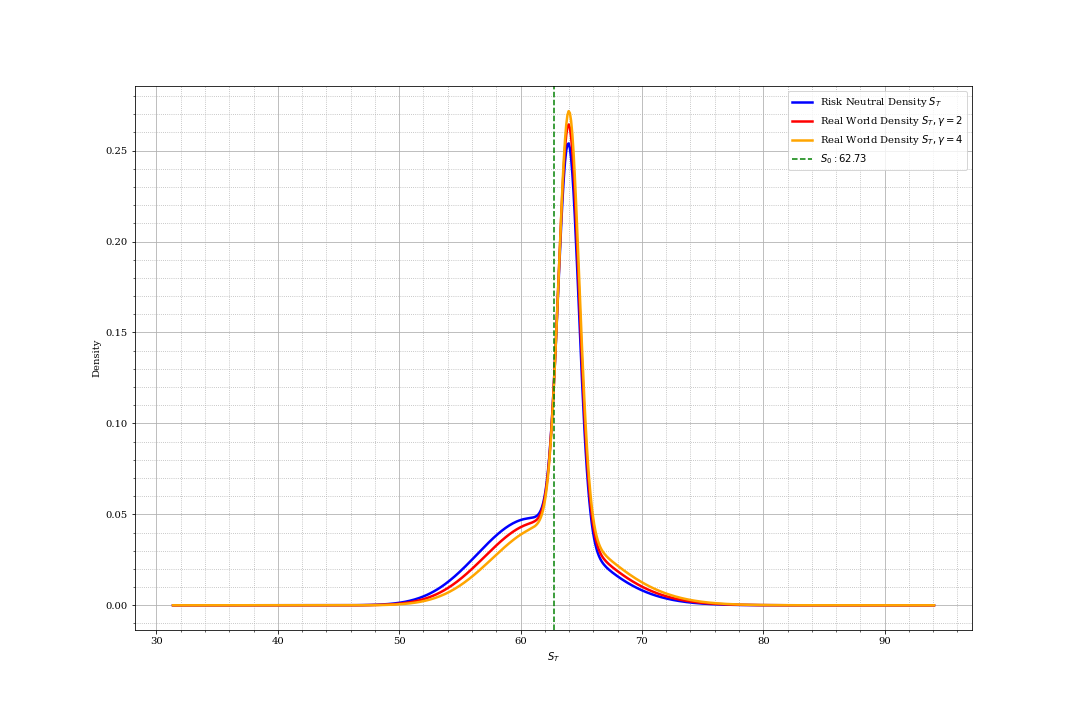 Risk Neutral Density S_T
Real World Density S_T, γ = 2
Real World Density S_T, γ = 4
S_0 : 62.73
0.25
0.20
0.15
0.10
0.05
0.00
Density
30 40 50 60 70 80 90
S_T